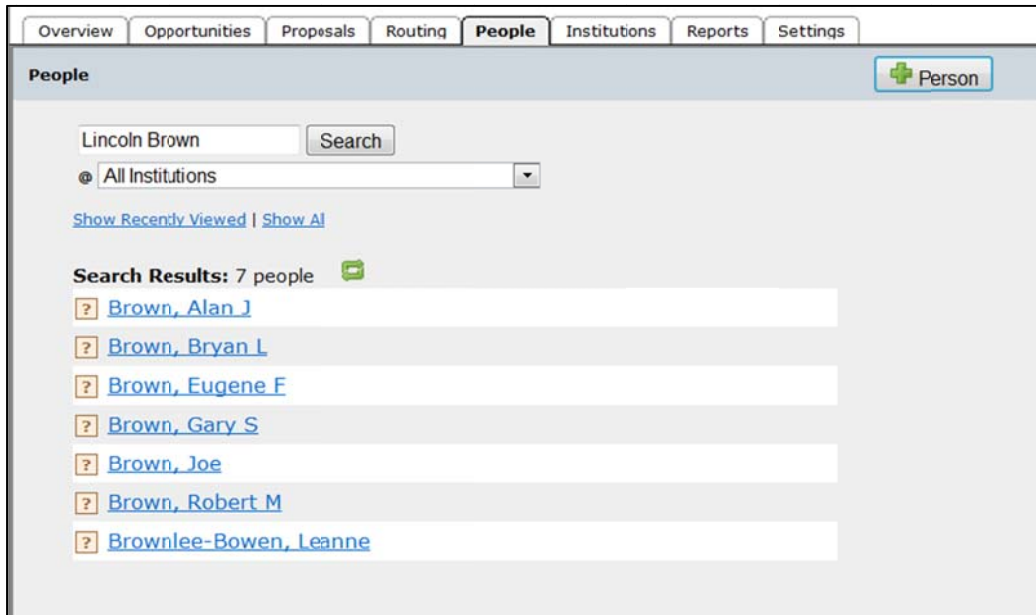 Overview Opportunities Proposals Routing People Institutions Reports Settings
People
Person
Lincoln Brown Search
@ All Institutions
Show Recently Viewed | Show Al
Search Results: 7 people
? Brown, Alan J
? Brown, Bryan L
? Brown, Eugene F
? Brown, Gary S
? Brown, Joe
? Brown, Robert M
? Brownlee-Bowen, Leanne